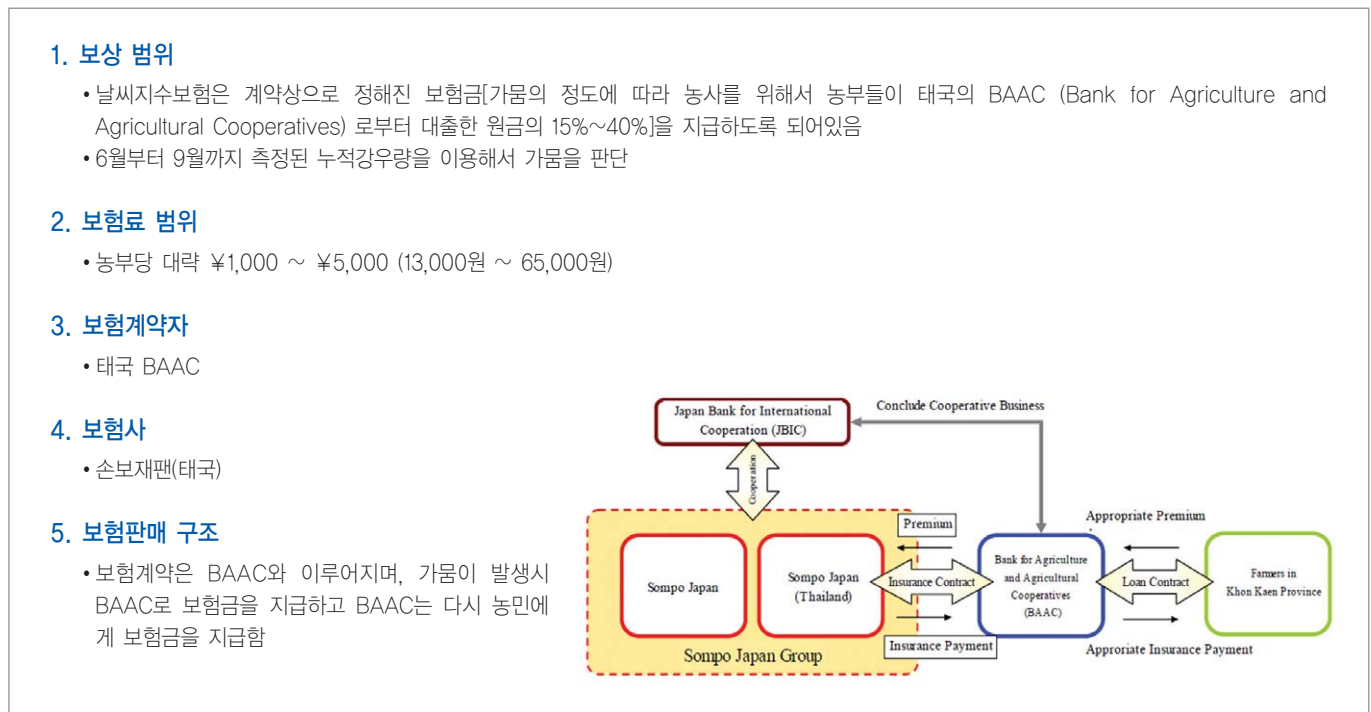 1. 보상 범위
• 날씨지수보험은 계약상으로 정해진 보험금[가뭄의 정도에 따라 농사를 위해서 농부들이 태국의 BAAC (Bank for Agriculture and
Agricultural Cooperatives) 로부터 대출한 원금의 15%~40%]을 지급하도록 되어있음
• 6월부터 9월까지 측정된 누적강우량을 이용해서 가뭄을 판단
2. 보험료 범위
• 농부당 대략 ¥1,000 ~ ¥5,000 (13,000원 ~ 65,000원)
3. 보험계약자
• 태국 BAAC
4. 보험사
• 손보재팬(태국)
5. 보험판매 구조
• 보험계약은 BAAC와 이루어지며, 가뭄이 발생시
BAAC로 보험금을 지급하고 BAAC는 다시 농민에
게 보험금을 지급함
Japan Bank for International
Cooperation (JBIC)
Conclude Cooperative Business
Cooperation
Premium
Appropriate Premium
Sompo Japan
Sompo Japan
(Thailand)
Insurance Contract
Bank for Agriculture
and Agricultural
Cooperatives
(BAAC)
Loan Contract
Farmers in
Khon Kaen Province
Insurance Payment
Approriate Insurance Payment
Sompo Japan Group